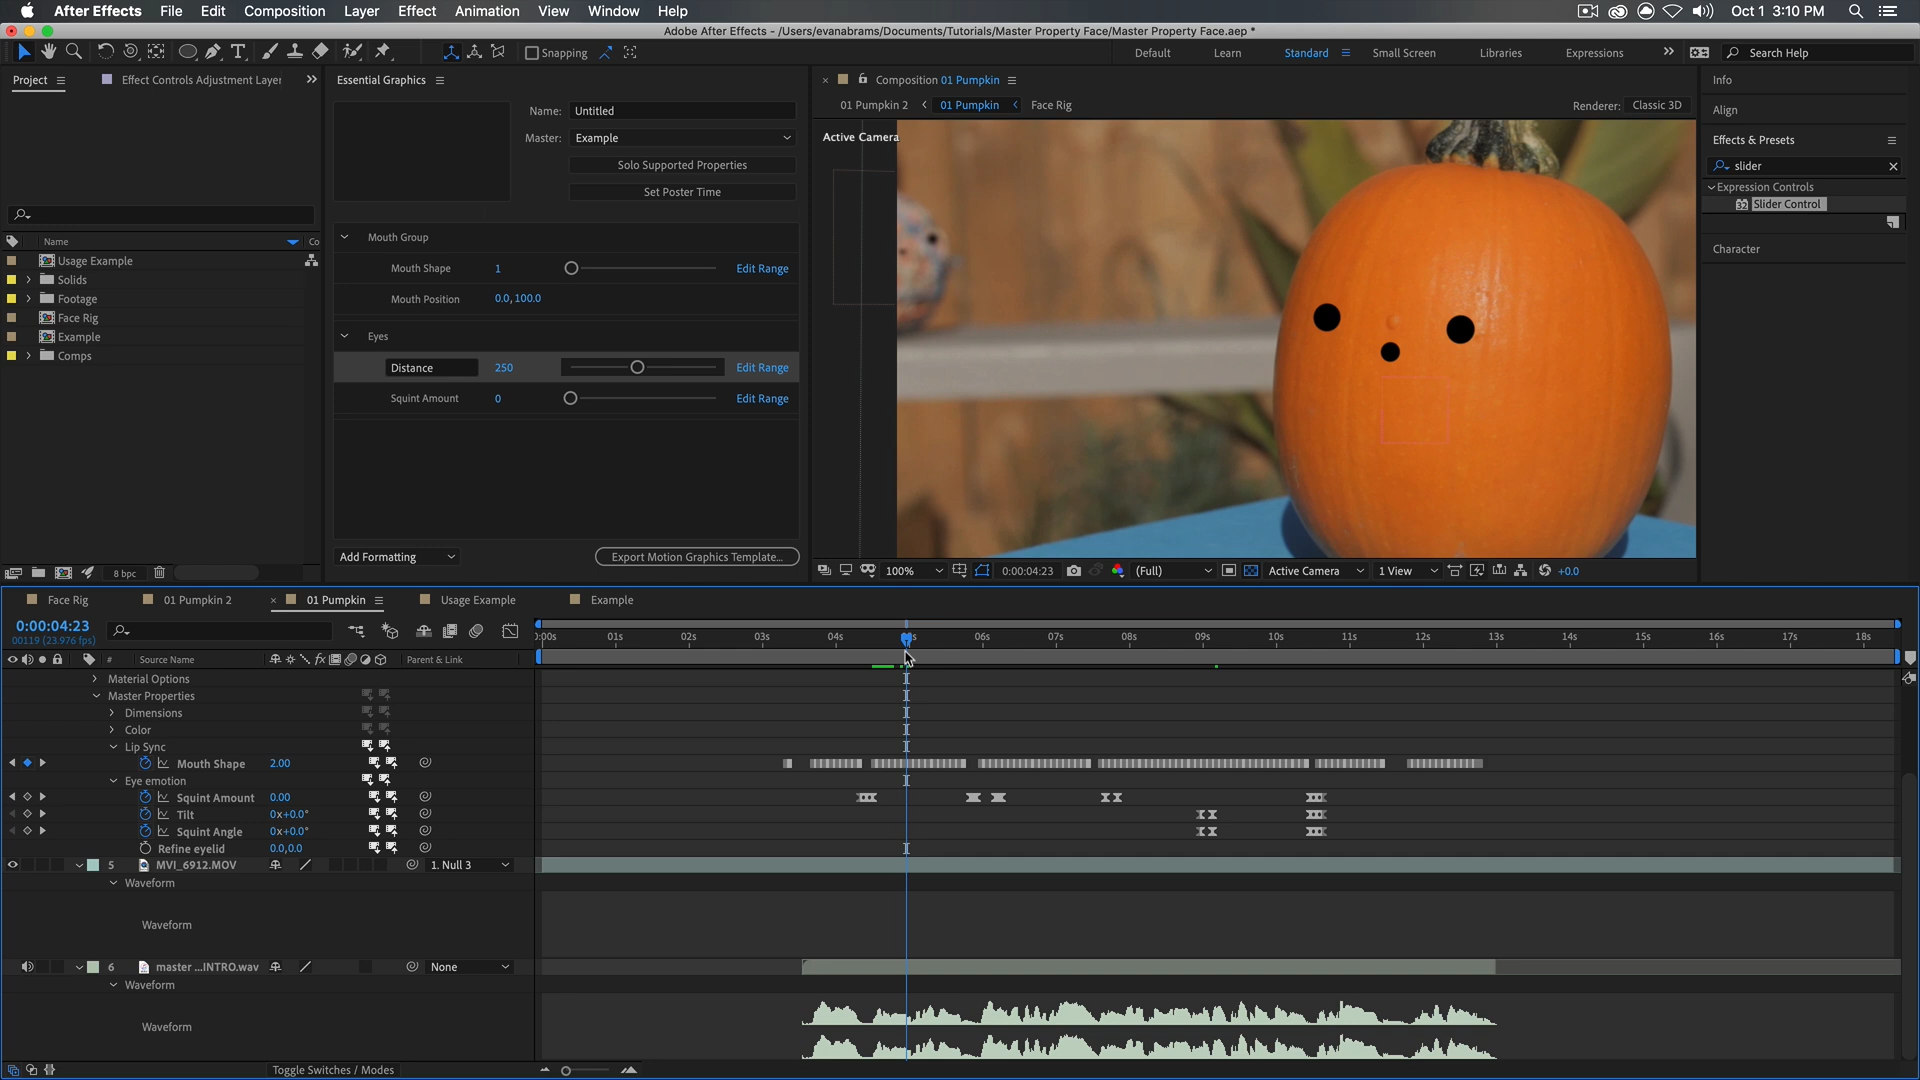 After Effects File Edit Composition Layer Effect Animation View Window Help Oct 1 3:10 PM
Adobe After Effects - /Users/evanabrams/Documents/Tutorials/Master Property Face/Master Property Face.aep *
Snapping Default Learn Standard Small Screen Libraries Expressions Search Help
Project Effect Controls Adjustment Layer Essential Graphics Composition 01 Pumpkin Info
01 Pumpkin 2 01 Pumpkin Face Rig Renderer: Classic 3D
Name: Untitled
Master: Example
Solo Supported Properties
Set Poster Time
Active Camera
Align
Effects & Presets
slider
Expression Controls
32 Slider Control
Character
Name Co
Usage Example
Solids
Footage
Face Rig
Example
Comps
Mouth Group
Mouth Shape 1 Edit Range
Mouth Position 0.0, 100.0
Eyes
Distance 250 Edit Range
Squint Amount 0 Edit Range
Add Formatting Export Motion Graphics Template...
8 bpc 100% 0:00:04:23 (Full) Active Camera 1 View +0.0
Face Rig 01 Pumpkin 2 01 Pumpkin Usage Example Example
0:00:04:23
00119 (23.976 fps)
:00s 01s 02s 03s 04s 06s 07s 08s 09s 10s 11s 12s 13s 14s 15s 16s 17s 18s
# Source Name Parent & Link
Material Options
Master Properties
Dimensions
Color
Lip Sync
Mouth Shape 2.00
Eye emotion
Squint Amount 0.00
Tilt 0x+0.0°
Squint Angle 0x+0.0°
Refine eyelid 0.0,0.0
5 MVI_6912.MOV 1. Null 3
Waveform
Waveform
6 master ...INTRO.wav None
Waveform
Waveform
Toggle Switches / Modes